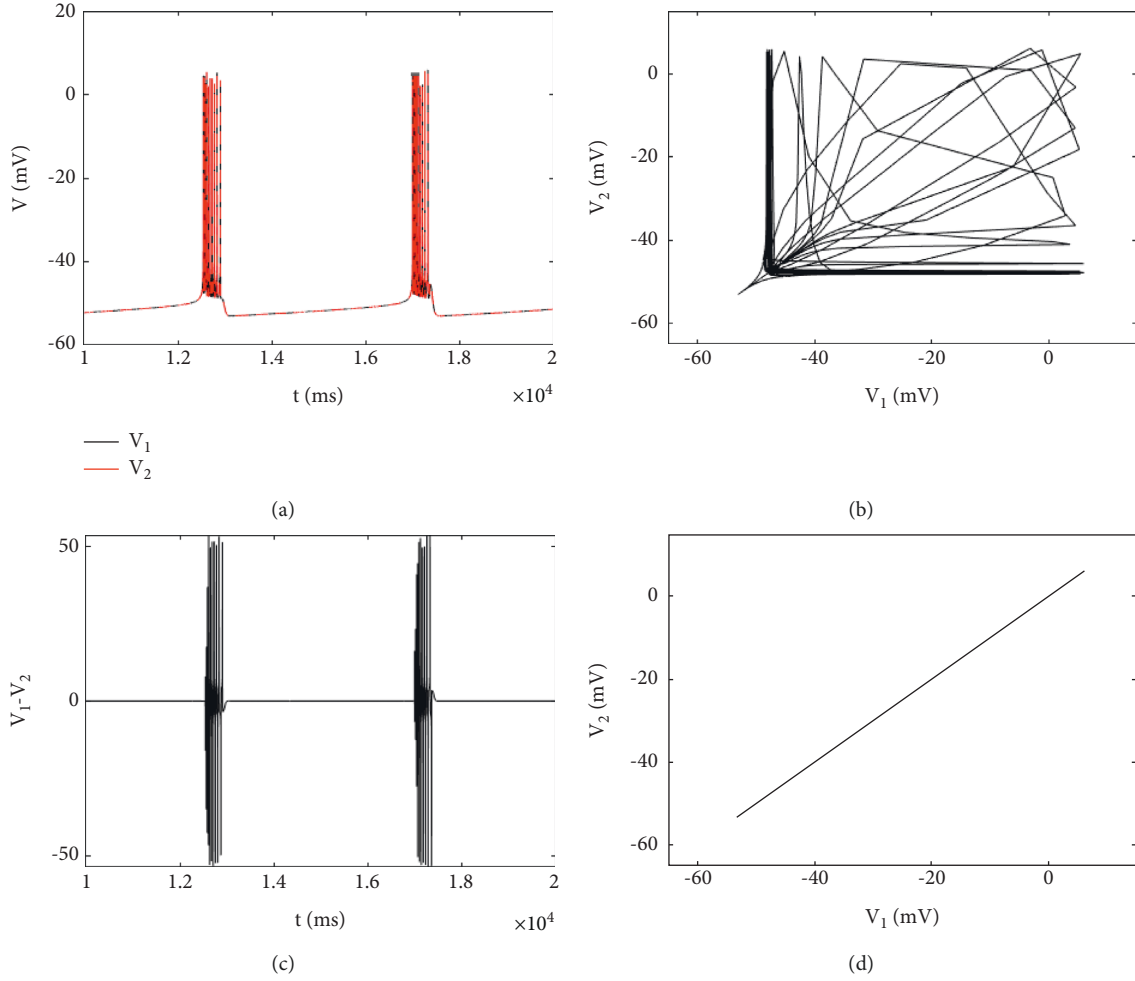 20
0
-20
-40
-60
V (mV)
1 1.2 1.4 1.6 1.8 2
t (ms) ×10⁴
V₁
V₂
(a)
0
-20
-40
-60
V₂ (mV)
-60 -40 -20 0
V₁ (mV)
(b)
50
0
-50
V₁-V₂
1 1.2 1.4 1.6 1.8 2
t (ms) ×10⁴
(c)
0
-20
-40
-60
V₂ (mV)
-60 -40 -20 0
V₁ (mV)
(d)